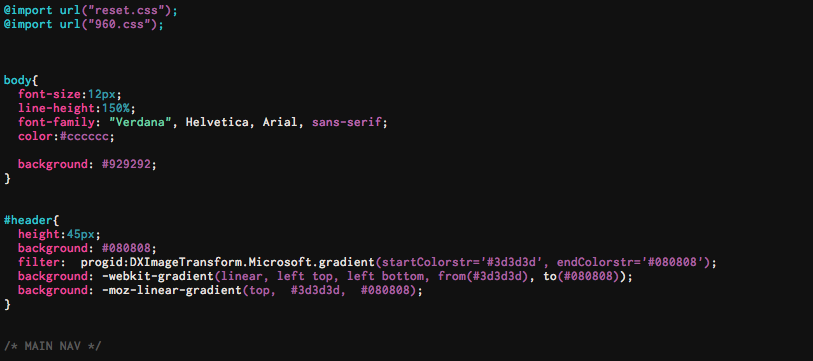 @import url("reset.css");
@import url("960.css");
body{
font-size:12px;
line-height:150%;
font-family: "Verdana", Helvetica, Arial, sans-serif;
color:#cccccc;
background: #929292;
}
#header{
height:45px;
background: #080808;
filter:  progid:DXImageTransform.Microsoft.gradient(startColorstr='#3d3d3d', endColorstr='#080808');
background: -webkit-gradient(linear, left top, left bottom, from(#3d3d3d), to(#080808));
background: -moz-linear-gradient(top,  #3d3d3d,  #080808);
}
/* MAIN NAV */